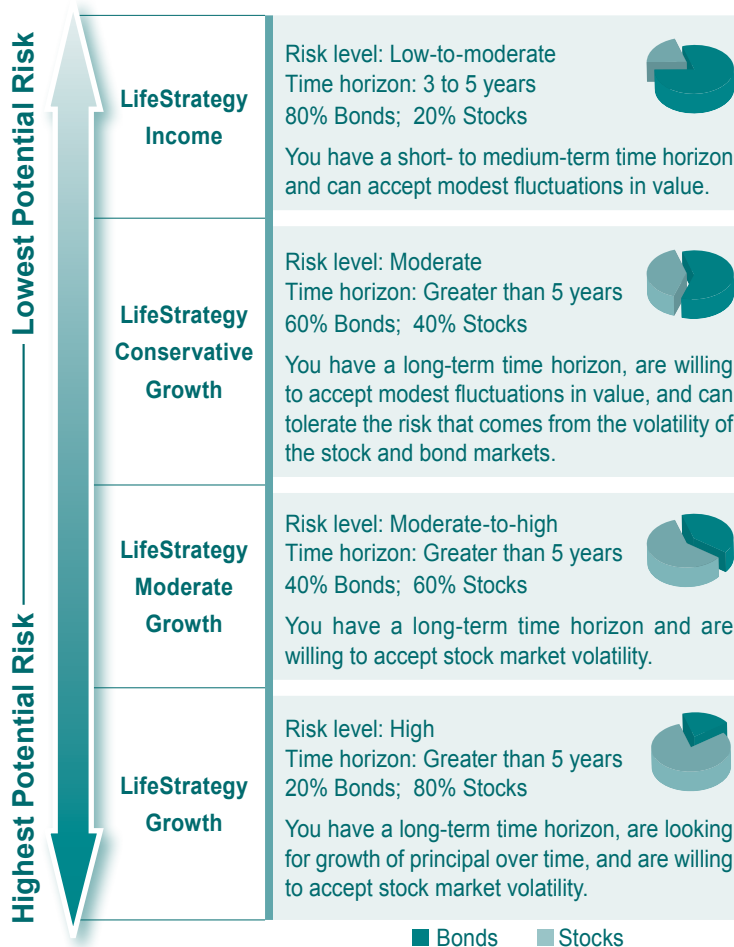 Lowest Potential Risk
Highest Potential Risk
LifeStrategy
Income
Risk level: Low-to-moderate
Time horizon: 3 to 5 years
80% Bonds; 20% Stocks
You have a short- to medium-term time horizon
and can accept modest fluctuations in value.
LifeStrategy
Conservative
Growth
Risk level: Moderate
Time horizon: Greater than 5 years
60% Bonds; 40% Stocks
You have a long-term time horizon, are willing
to accept modest fluctuations in value, and can
tolerate the risk that comes from the volatility of
the stock and bond markets.
LifeStrategy
Moderate
Growth
Risk level: Moderate-to-high
Time horizon: Greater than 5 years
40% Bonds; 60% Stocks
You have a long-term time horizon and are
willing to accept stock market volatility.
LifeStrategy
Growth
Risk level: High
Time horizon: Greater than 5 years
20% Bonds; 80% Stocks
You have a long-term time horizon, are looking
for growth of principal over time, and are willing
to accept stock market volatility.
Bonds Stocks